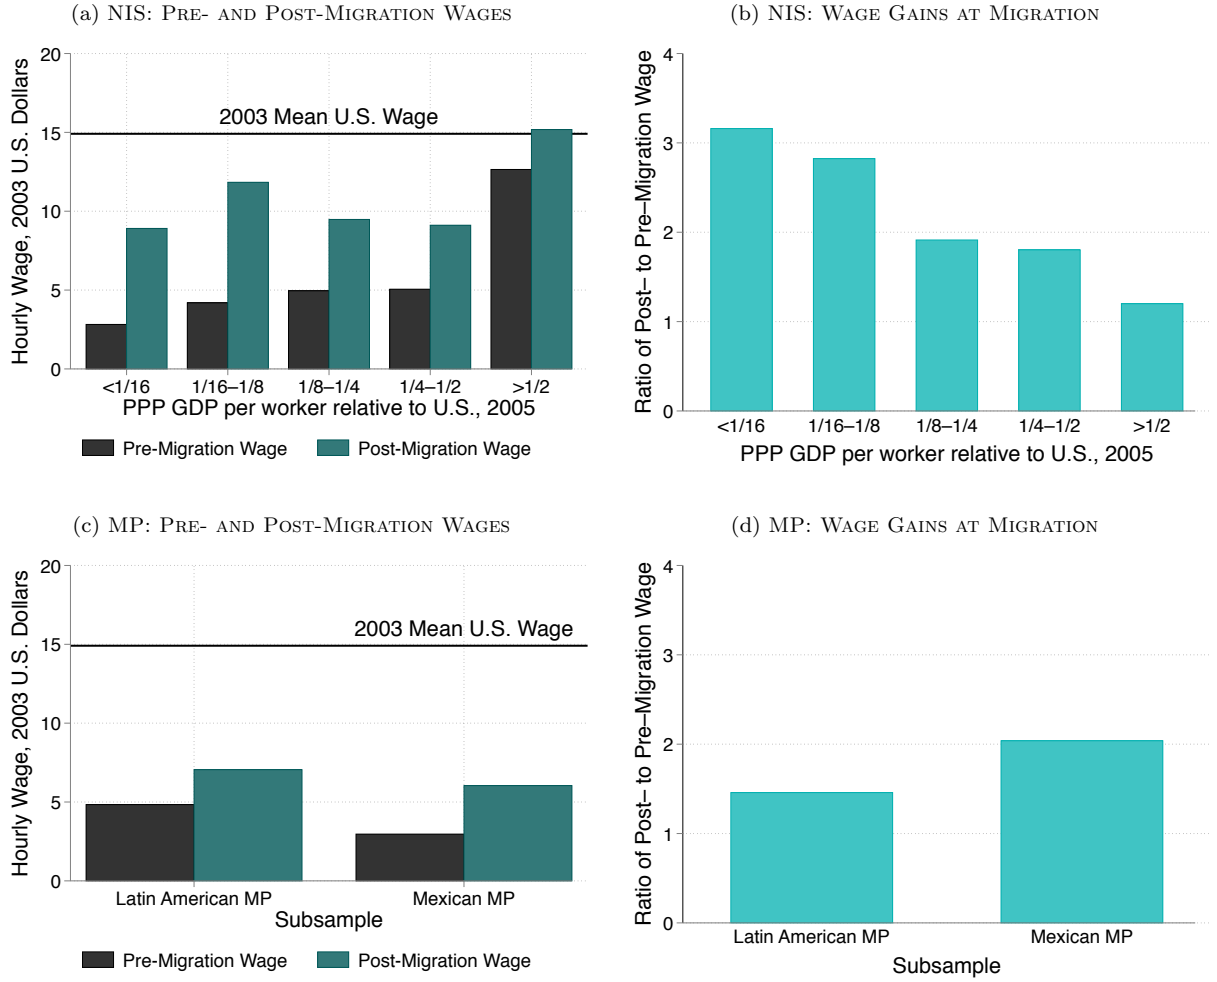 (a) NIS: Pre- and Post-Migration Wages
Hourly Wage, 2003 U.S. Dollars
20
15
10
5
0
2003 Mean U.S. Wage
<1/16
1/16–1/8
1/8–1/4
1/4–1/2
>1/2
PPP GDP per worker relative to U.S., 2005
Pre-Migration Wage
Post-Migration Wage
(b) NIS: Wage Gains at Migration
Ratio of Post– to Pre–Migration Wage
4
3
2
1
0
<1/16
1/16–1/8
1/8–1/4
1/4–1/2
>1/2
PPP GDP per worker relative to U.S., 2005
(c) MP: Pre- and Post-Migration Wages
Hourly Wage, 2003 U.S. Dollars
20
15
10
5
0
2003 Mean U.S. Wage
Latin American MP
Mexican MP
Subsample
Pre-Migration Wage
Post-Migration Wage
(d) MP: Wage Gains at Migration
Ratio of Post– to Pre–Migration Wage
4
3
2
1
0
Latin American MP
Mexican MP
Subsample